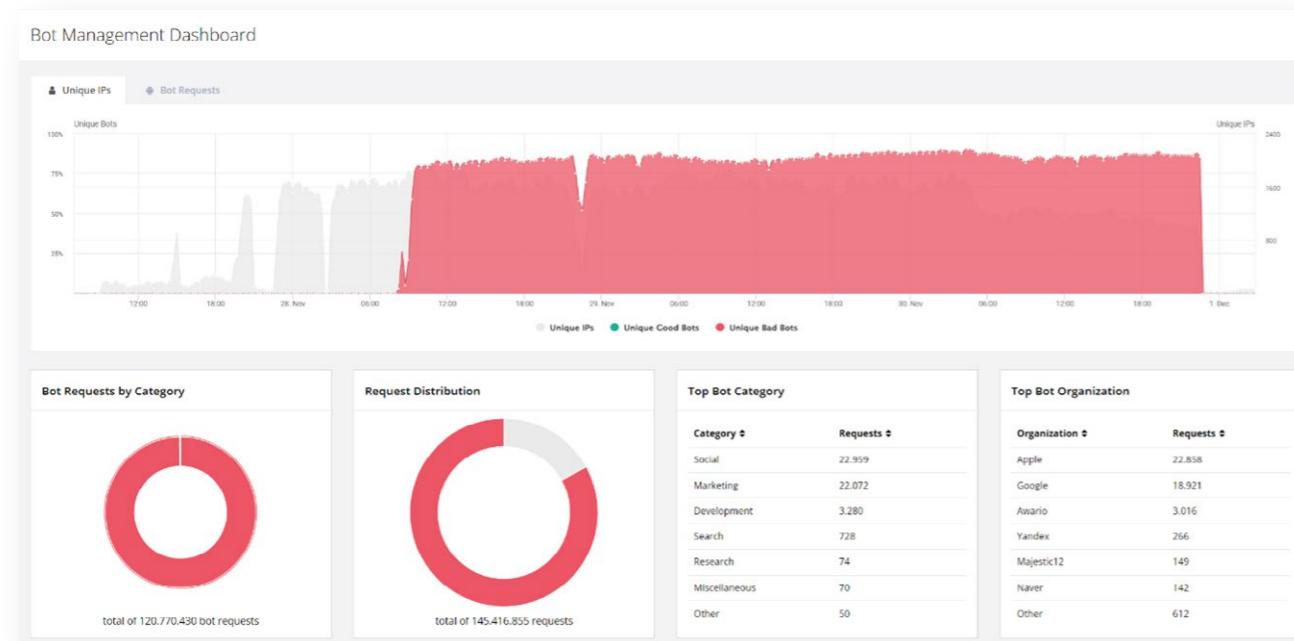 Bot Management Dashboard
Unique IPs
Bot Requests
Unique Bots
Unique IPs
100%
75%
50%
25%
2400
1600
800
12:00 18:00 28. Nov 06:00 12:00 18:00 29. Nov 06:00 12:00 18:00 30. Nov 06:00 12:00 18:00 1. Dec
Unique IPs Unique Good Bots Unique Bad Bots
Bot Requests by Category
total of 120.770.430 bot requests
Request Distribution
total of 145.416.855 requests
Top Bot Category
Category Requests
Social 22.959
Marketing 22.072
Development 3.280
Search 728
Research 74
Miscellaneous 70
Other 50
Top Bot Organization
Organization Requests
Apple 22.858
Google 18.921
Awario 3.016
Yandex 266
Majestic12 149
Naver 142
Other 612